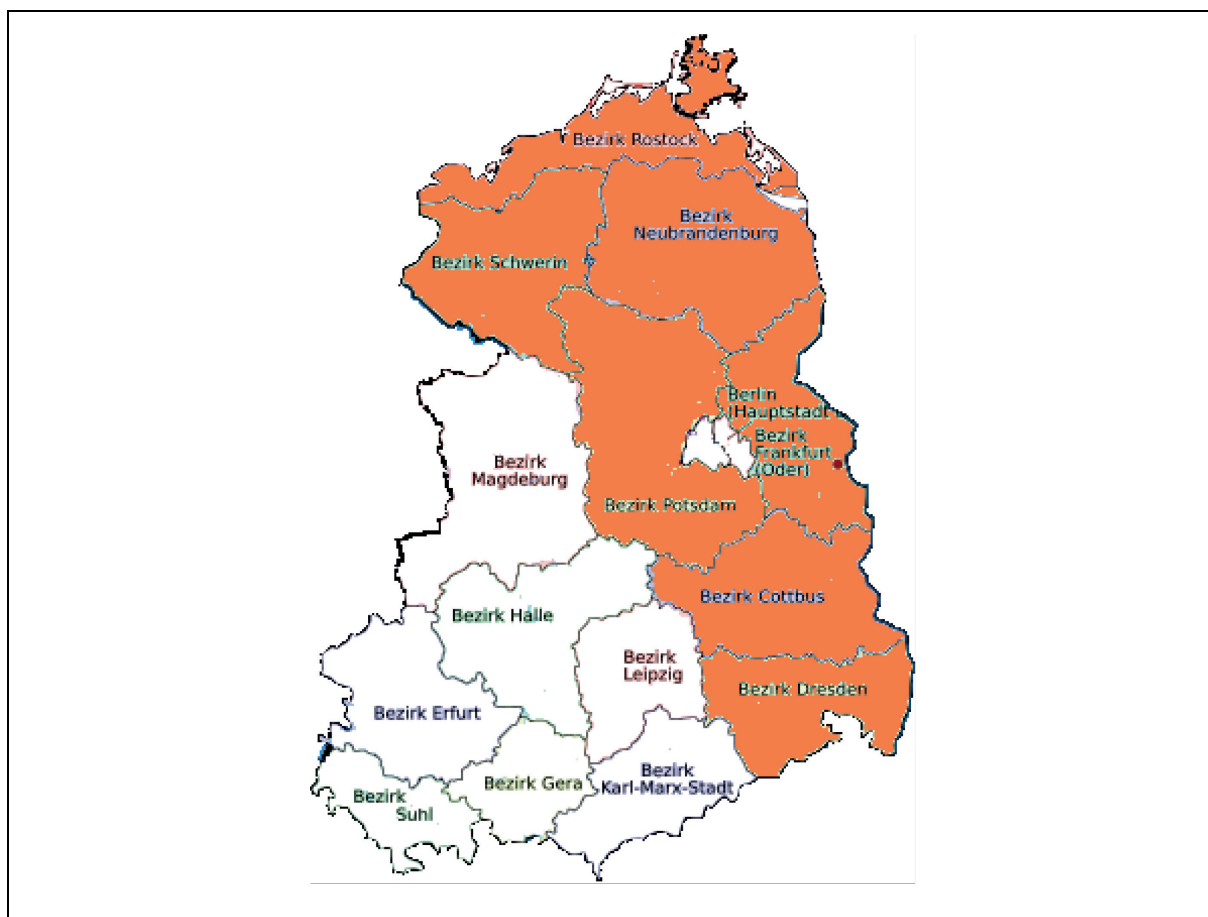 Bezirk Rostock
Bezirk
Neubrandenburg
Bezirk Schwerin
Berlin
(Hauptstadt
Bezirk
Frankfurt
(Oder)
Bezirk
Magdeburg
Bezirk Potsdam
Bezirk Cottbus
Bezirk Halle
Bezirk
Leipzig
Bezirk Dresden
Bezirk Erfurt
Bezirk Gera
Bezirk
Karl-Marx-Stadt
Bezirk
Suhl